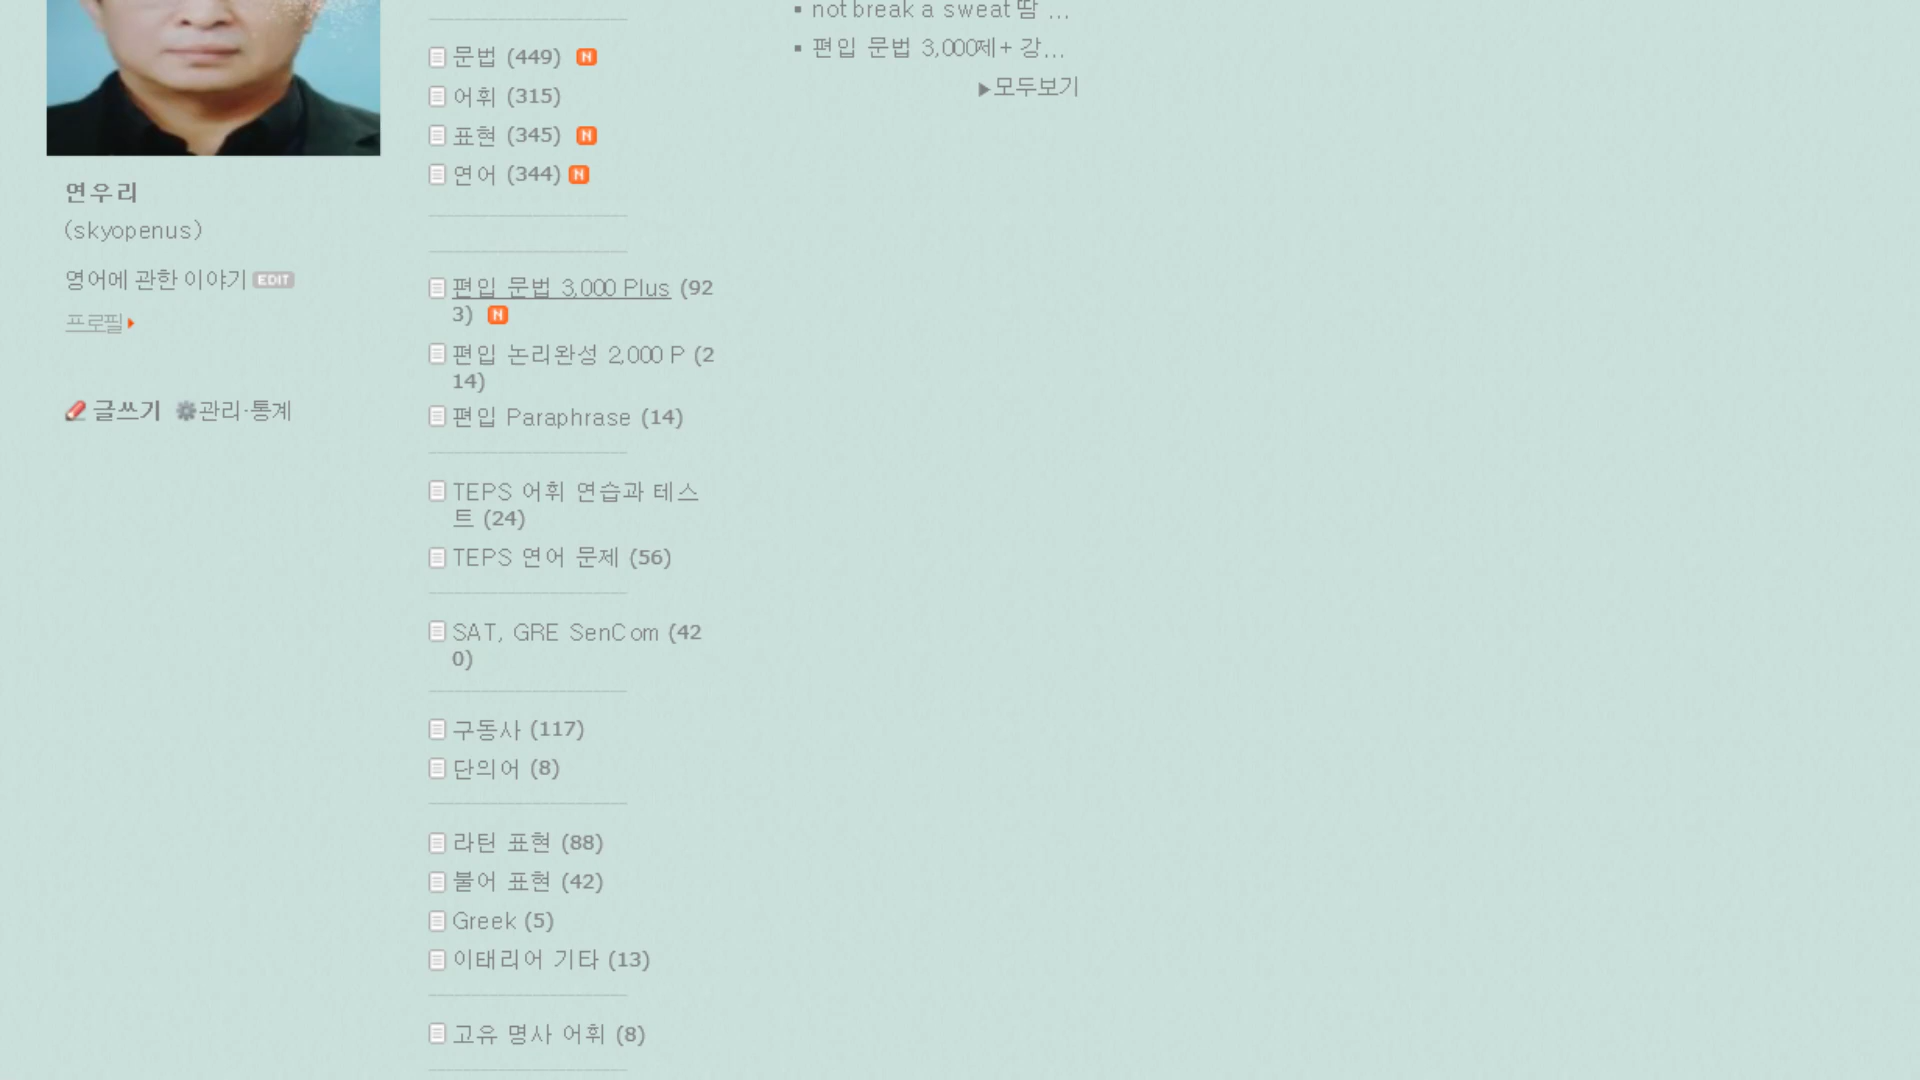 연우리
(skyopenus)
영어에 관한 이야기 EDIT
프로필
글쓰기 관리·통계
문법 (449) N
어휘 (315)
표현 (345) N
연어 (344) N
편입 문법 3,000 Plus (92
3) N
편입 논리완성 2,000 P (2
14)
편입 Paraphrase (14)
TEPS 어휘 연습과 테스
트 (24)
TEPS 연어 문제 (56)
SAT, GRE SenCom (42
0)
구동사 (117)
단의어 (8)
라틴 표현 (88)
불어 표현 (42)
Greek (5)
이태리어 기타 (13)
고유 명사 어휘 (8)
not break a sweat 땀 ...
편입 문법 3,000제+ 강...
▶모두보기